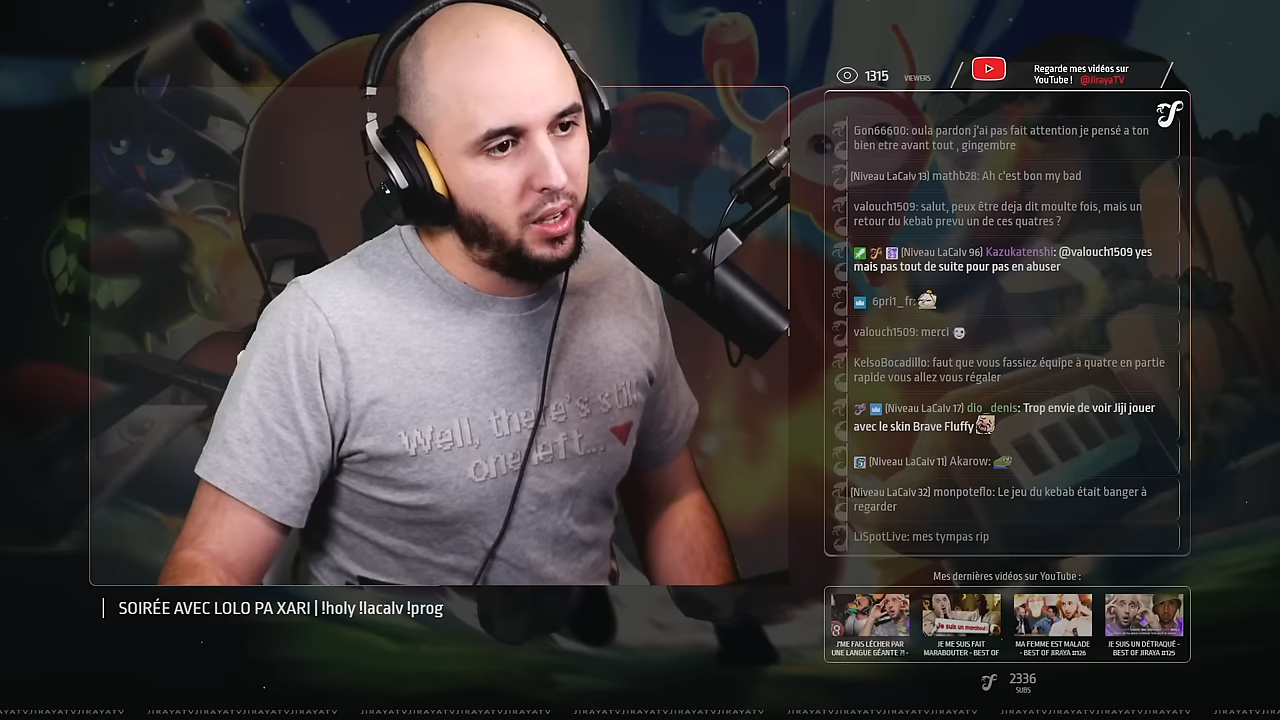 1315 VIEWERS
Regarde mes vidéos sur
YouTube ! @JirayaTV
Gon66600: oula pardon j'ai pas fait attention je pensé a ton
bien etre avant tout , gingembre
[Niveau LaCalv 13] mathb28: Ah c'est bon my bad
valouch1509: salut, peux être deja dit moulte fois, mais un
retour du kebab prevu un de ces quatres ?
[Niveau LaCalv 96] Kazukatenshi: @valouch1509 yes
mais pas tout de suite pour pas en abuser
6pri1_fr:
valouch1509: merci
KelsoBocadillo: faut que vous fassiez équipe à quatre en partie
rapide vous allez vous régaler
[Niveau LaCalv 17] dio_denis: Trop envie de voir Jiji jouer
avec le skin Brave Fluffy
[Niveau LaCalv 11] Akarow:
[Niveau LaCalv 32] monpoteflo: Le jeu du kebab était banger à
regarder
LiSpotLive: mes tympas rip
Well, there's still
one left...
Mes dernières vidéos sur YouTube :
Je suis un marabout
J'ME FAIS LÉCHER PAR
UNE LANGUE GÉANTE ?! -
JE ME SUIS FAIT
MARABOUTER - BEST OF
MA FEMME EST MALADE
- BEST OF JIRAYA #126
JE SUIS UN DÉTRAQUÉ -
BEST OF JIRAYA #125
SOIRÉE AVEC LOLO PA XARI | !holy !lacalv !prog
2336
SUBS
JIRAYATVJIRAYATVJIRAYATV